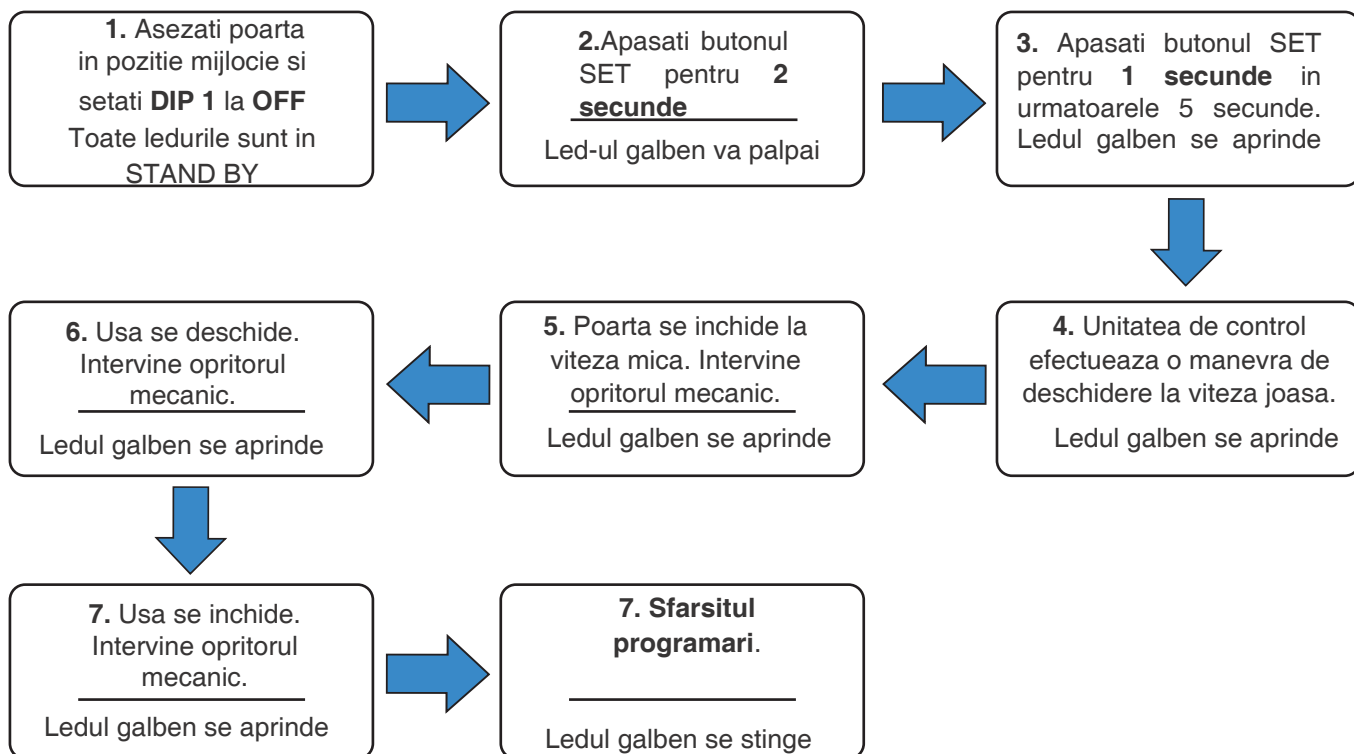 1. Asezati poarta
in pozitie mijlocie si
setati DIP 1 la OFF
Toate ledurile sunt in
STAND BY
2.Apasati butonul
SET pentru 2
secunde
Led-ul galben va palpai
3. Apasati butonul SET
pentru 1 secunde in
urmatoarele 5 secunde.
Ledul galben se aprinde
4. Unitatea de control
efectueaza o manevra de
deschidere la viteza joasa.
Ledul galben se aprinde
5. Poarta se inchide la
viteza mica. Intervine
opritorul mecanic.
Ledul galben se aprinde
6. Usa se deschide.
Intervine opritorul
mecanic.
Ledul galben se aprinde
7. Usa se inchide.
Intervine opritorul
mecanic.
Ledul galben se aprinde
7. Sfarsitul
programari.
Ledul galben se stinge